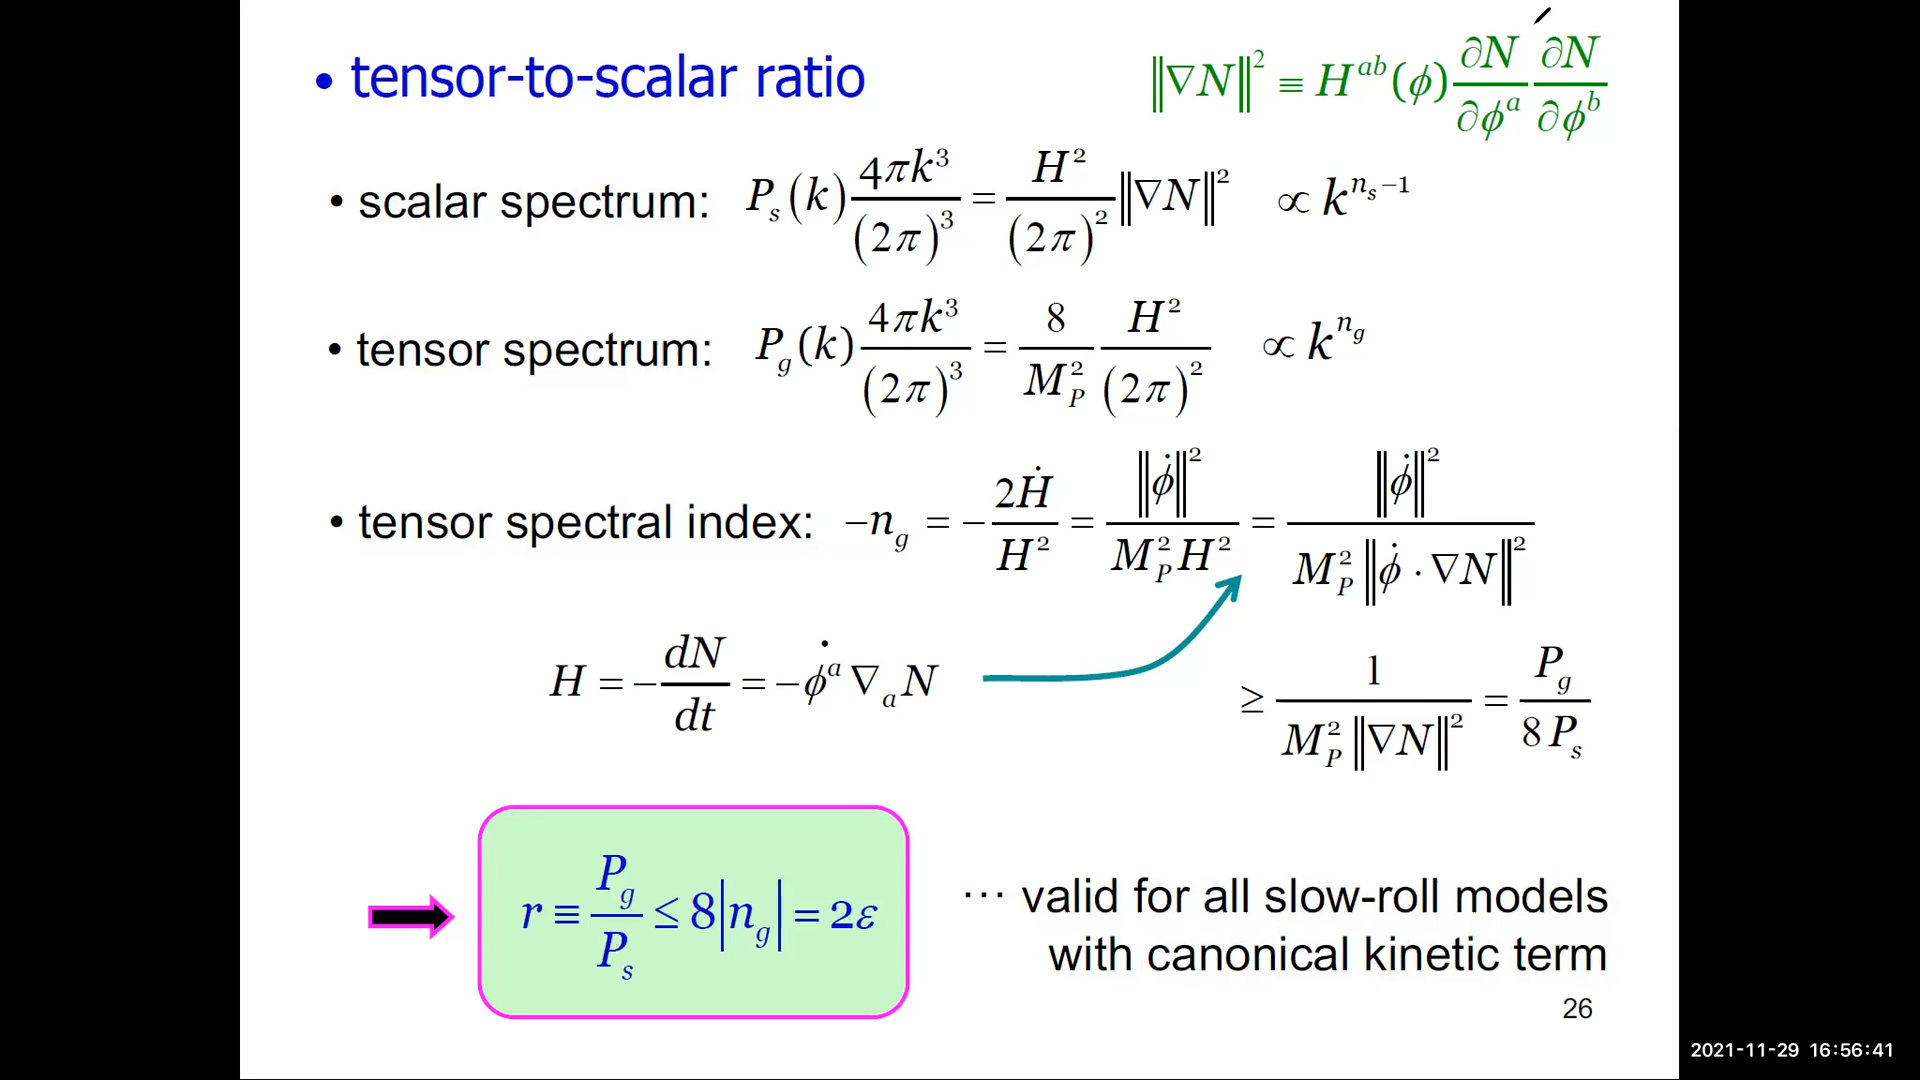 • tensor-to-scalar ratio
‖∇N‖² ≡ H^{ab}(ϕ) ∂N/∂ϕ^a ∂N/∂ϕ^b
• scalar spectrum: P_s(k) 4πk³/(2π)³ = H²/(2π)² ‖∇N‖² ∝ k^{n_s−1}
• tensor spectrum: P_g(k) 4πk³/(2π)³ = 8/M_P² H²/(2π)² ∝ k^{n_g}
• tensor spectral index: −n_g = − 2Ḣ/H² = ‖ϕ̇‖²/M_P² H² = ‖ϕ̇‖²/M_P² ‖ϕ̇ · ∇N‖²
H = − dN/dt = −ϕ̇^a ∇_a N
≥ 1/M_P² ‖∇N‖² = P_g/8 P_s
r ≡ P_g/P_s ≤ 8|n_g| = 2ε
⋯ valid for all slow-roll models
with canonical kinetic term
26
2021-11-29 16:56:41